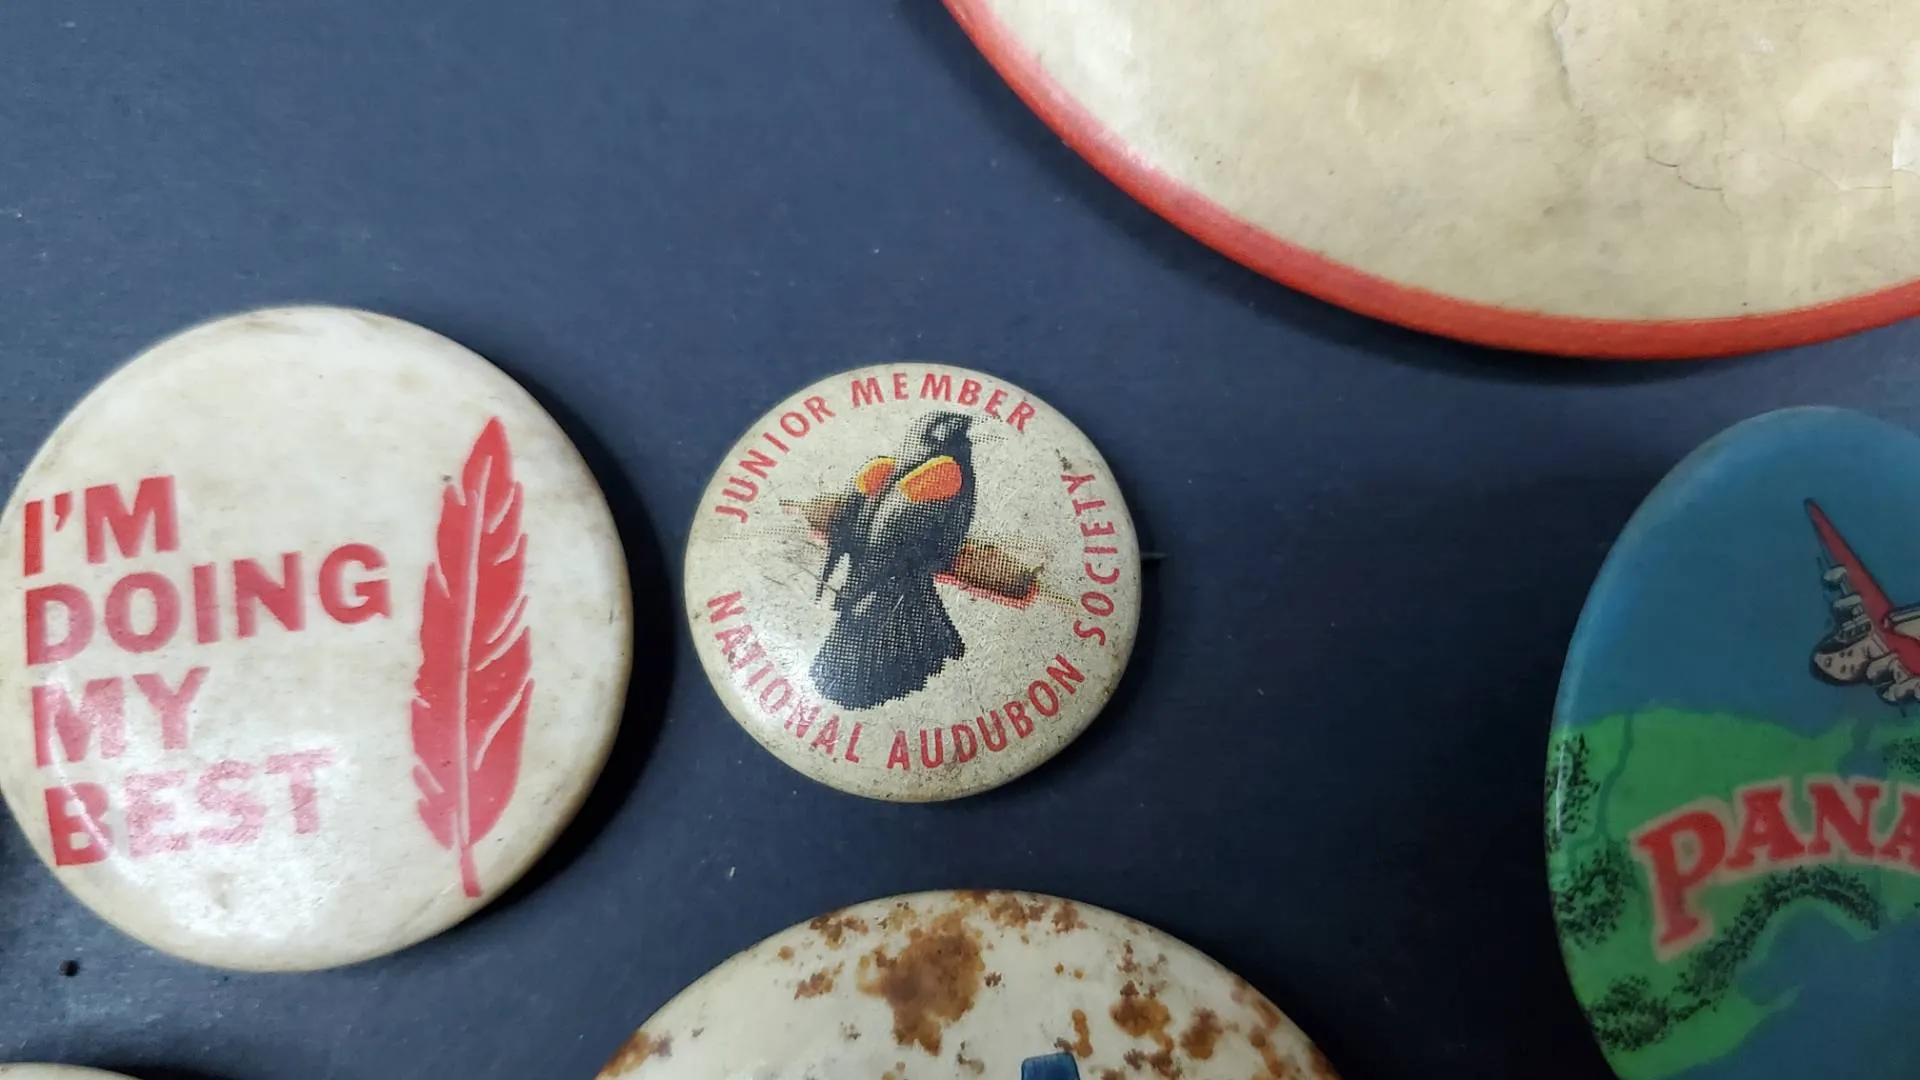 I'M
DOING
MY
BEST
JUNIOR MEMBER
NATIONAL AUDUBON SOCIETY
PANA